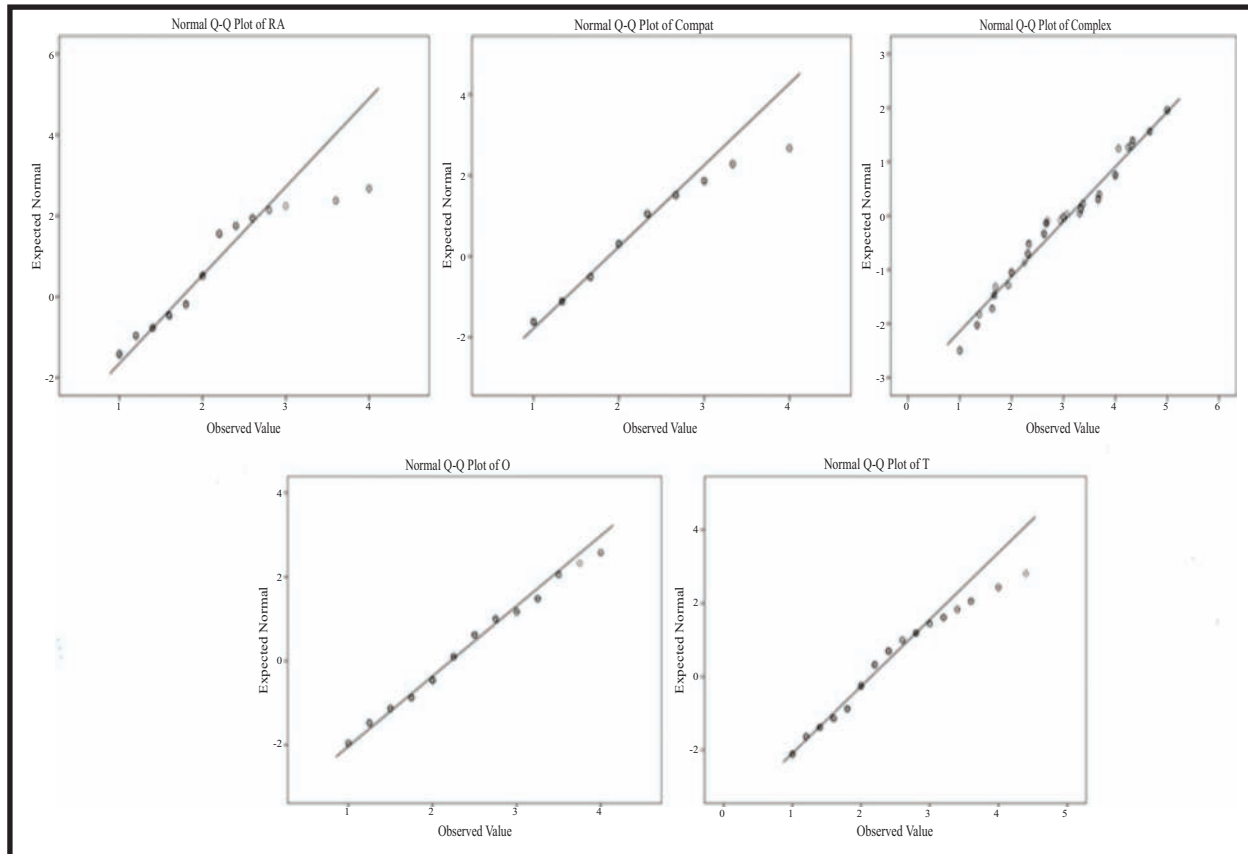 Normal Q-Q Plot of RA
6
4
2
0
-2
Expected Normal
1 2 3 4
Observed Value
Normal Q-Q Plot of Compat
4
2
0
-2
Expected Normal
1 2 3 4
Observed Value
Normal Q-Q Plot of Complex
3
2
1
0
-1
-2
-3
Expected Normal
0 1 2 3 4 5 6
Observed Value
Normal Q-Q Plot of O
4
2
0
-2
Expected Normal
1 2 3 4
Observed Value
Normal Q-Q Plot of T
4
2
0
-2
Expected Normal
0 1 2 3 4 5
Observed Value